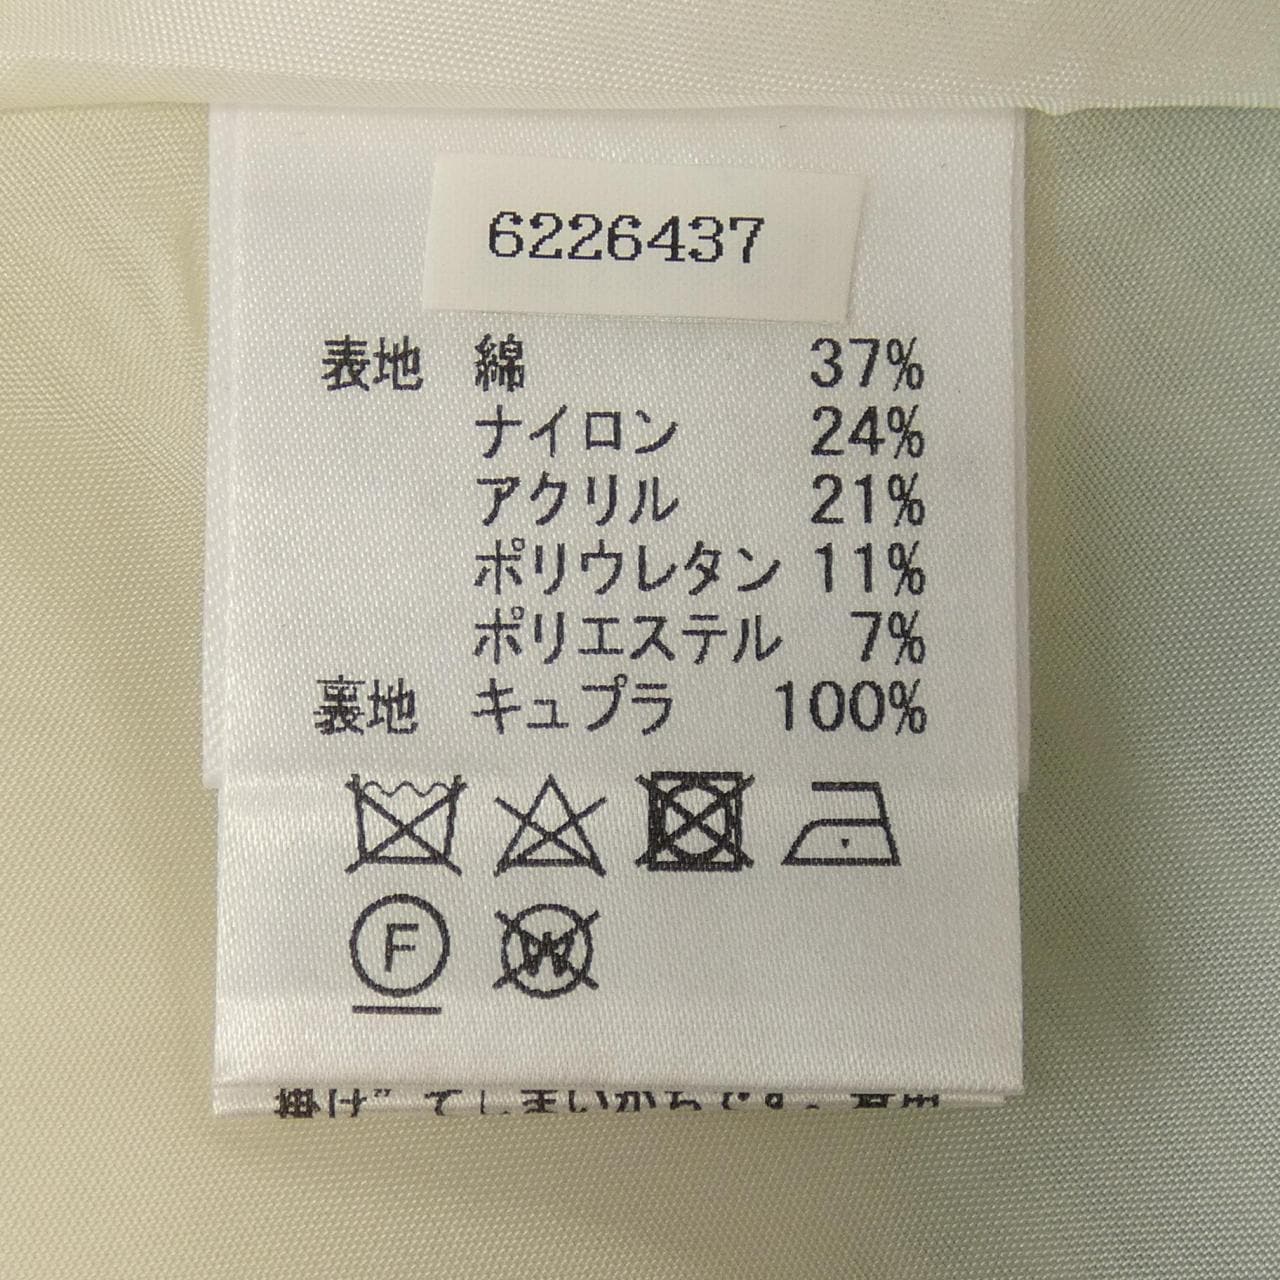 6226437
表地 綿 37%
ナイロン 24%
アクリル 21%
ポリウレタン 11%
ポリエステル 7%
裏地 キュプラ 100%
F
W